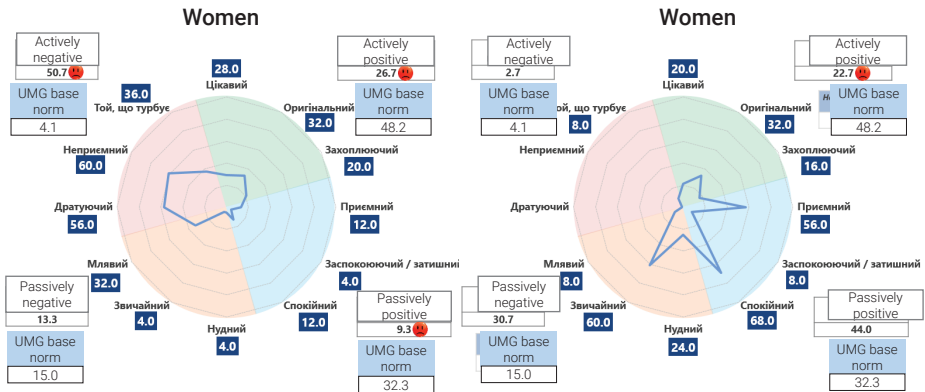 Women
Actively
negative
50.7
UMG base
norm
4.1
Actively
positive
26.7
UMG base
norm
48.2
28.0
Цікавий
Оригінальний
32.0
Захоплюючий
20.0
Приємний
12.0
Заспокоюючий / затишни
4.0
Спокійний
12.0
Нудний
4.0
Звичайний
4.0
Млявий
32.0
Дратуючий
56.0
Неприємний
60.0
36.0
Той, що турбує
Passively
negative
13.3
UMG base
norm
15.0
Passively
positive
9.3
UMG base
norm
32.3
Women
Actively
negative
2.7
UMG base
norm
4.1
Actively
positive
22.7
UMG base
norm
48.2
20.0
Цікавий
Оригінальний
32.0
Захоплюючий
16.0
Приємний
56.0
Заспокоюючий / затишний
8.0
Спокійний
68.0
Нудний
24.0
Звичайний
60.0
Млявий
8.0
Дратуючий
Неприємний
ой, що турбує
8.0
Passively
negative
30.7
UMG base
norm
15.0
Passively
positive
44.0
UMG base
norm
32.3